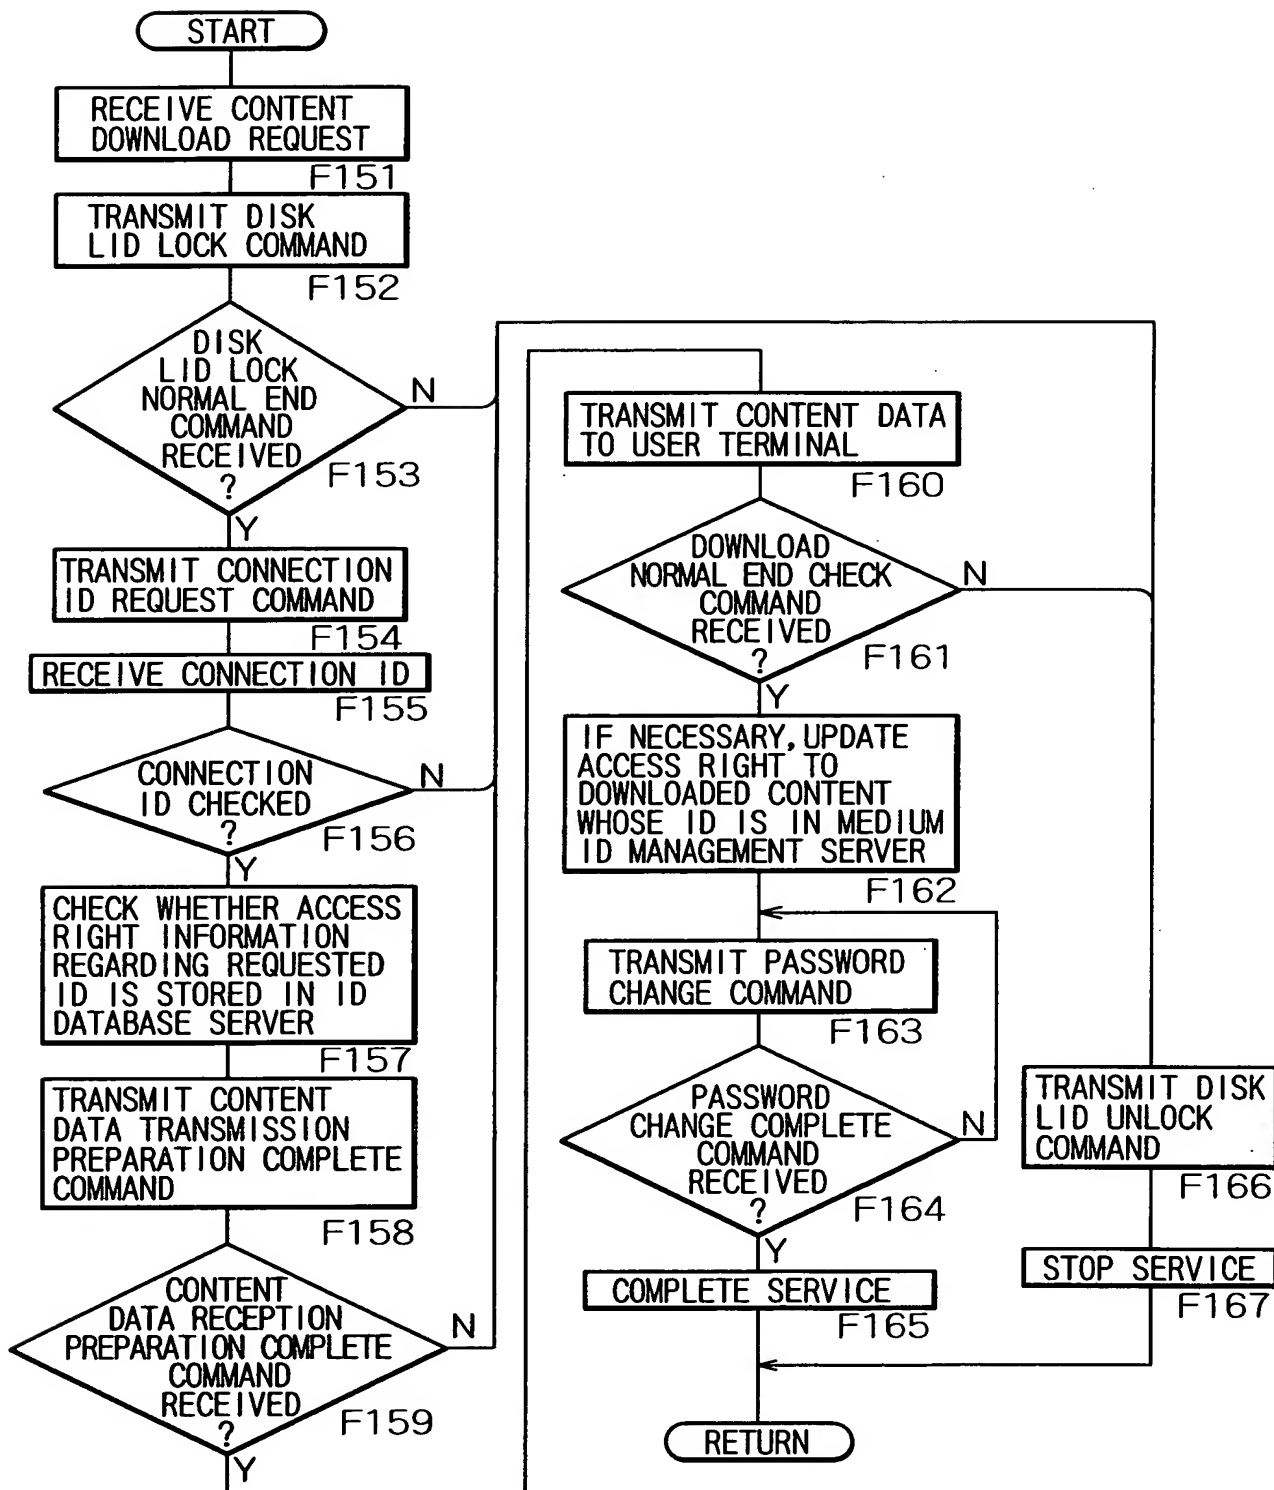 START
RECEIVE CONTENT
DOWNLOAD REQUEST
F151
TRANSMIT DISK
LID LOCK COMMAND
F152
DISK
LID LOCK
NORMAL END
COMMAND
RECEIVED
?
N
F153
Y
TRANSMIT CONNECTION
ID REQUEST COMMAND
F154
RECEIVE CONNECTION ID
F155
CONNECTION
ID CHECKED
?
N
F156
Y
CHECK WHETHER ACCESS
RIGHT INFORMATION
REGARDING REQUESTED
ID IS STORED IN ID
DATABASE SERVER
F157
TRANSMIT CONTENT
DATA TRANSMISSION
PREPARATION COMPLETE
COMMAND
F158
CONTENT
DATA RECEPTION
PREPARATION COMPLETE
COMMAND
RECEIVED
?
N
F159
Y
TRANSMIT CONTENT DATA
TO USER TERMINAL
F160
DOWNLOAD
NORMAL END CHECK
COMMAND
RECEIVED
?
N
F161
Y
IF NECESSARY, UPDATE
ACCESS RIGHT TO
DOWNLOADED CONTENT
WHOSE ID IS IN MEDIUM
ID MANAGEMENT SERVER
F162
TRANSMIT PASSWORD
CHANGE COMMAND
F163
PASSWORD
CHANGE COMPLETE
COMMAND
RECEIVED
?
N
F164
Y
COMPLETE SERVICE
F165
TRANSMIT DISK
LID UNLOCK
COMMAND
F166
STOP SERVICE
F167
RETURN